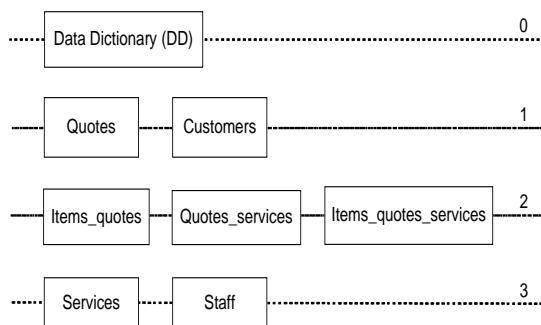 Data Dictionary (DD) 0
Quotes Customers 1
Items_quotes Quotes_services Items_quotes_services 2
Services Staff 3